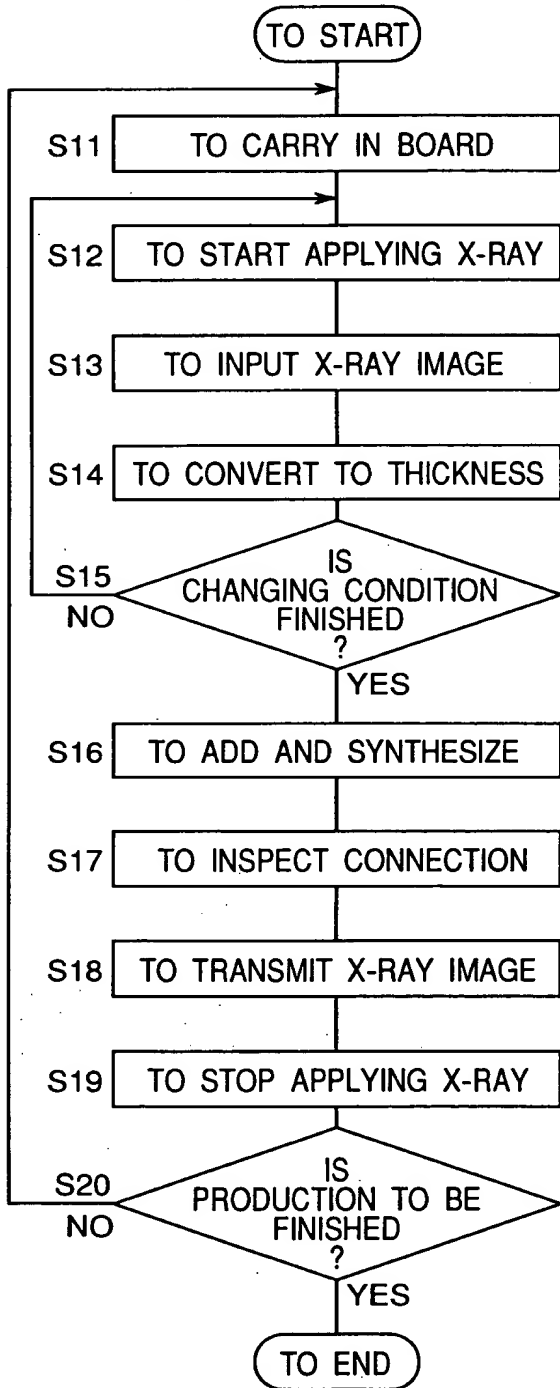 TO START
S11 TO CARRY IN BOARD
S12 TO START APPLYING X-RAY
S13 TO INPUT X-RAY IMAGE
S14 TO CONVERT TO THICKNESS
S15
NO
IS
CHANGING CONDITION
FINISHED
?
YES
S16 TO ADD AND SYNTHESIZE
S17 TO INSPECT CONNECTION
S18 TO TRANSMIT X-RAY IMAGE
S19 TO STOP APPLYING X-RAY
S20
NO
IS
PRODUCTION TO BE
FINISHED
?
YES
TO END